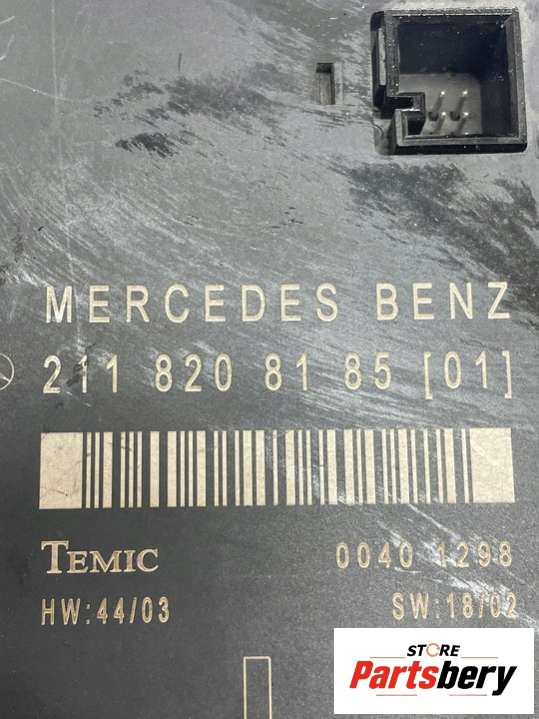 MERCEDES BENZ
211 820 81 85 [01]
TEMIC 0040 1298
HW:44/03 SW:18/02
STORE
Partsbery